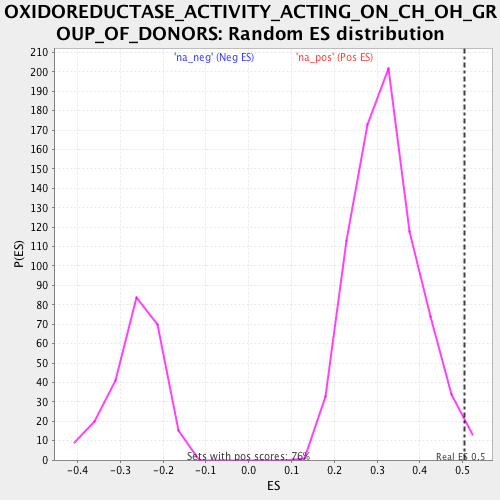 OXIDOREDUCTASE_ACTIVITY_ACTING_ON_CH_OH_GR
OUP_OF_DONORS: Random ES distribution
'na_neg' (Neg ES) 'na_pos' (Pos ES)
210
200
190
180
170
160
150
140
130
120
110
100
90
80
70
60
50
40
30
20
10
0
P(ES)
Sets with pos scores: 76%
Real ES 0.5
-0.4 -0.3 -0.2 -0.1 0.0 0.1 0.2 0.3 0.4 0.5
ES